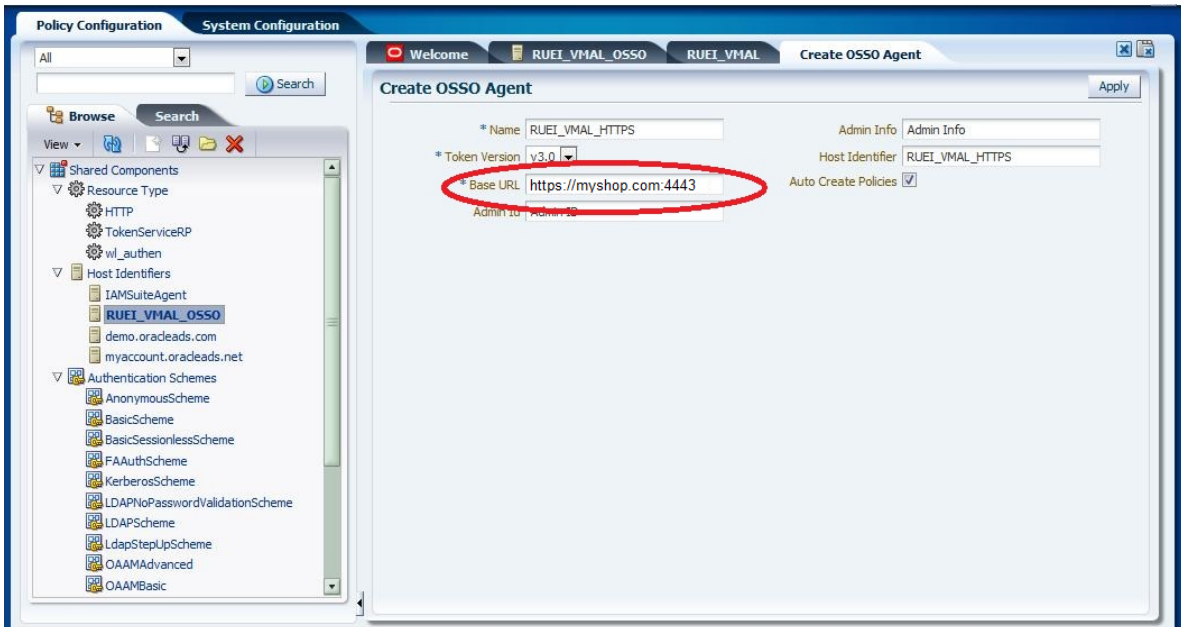 Policy Configuration System Configuration
All
Search
Browse Search
View
Shared Components
Resource Type
HTTP
TokenServiceRP
wl_authen
Host Identifiers
IAMSuiteAgent
RUEI_VMAL_OSSO
demo.oracleads.com
myaccount.oracleads.net
Authentication Schemes
AnonymousScheme
BasicScheme
BasicSessionlessScheme
FAAuthScheme
KerberosScheme
LDAPNoPasswordValidationScheme
LDAPScheme
LdapStepUpScheme
OAAMAdvanced
OAAMBasic
Welcome RUEI_VMAL_OSSO RUEI_VMAL Create OSSO Agent
Create OSSO Agent Apply
* Name RUEI_VMAL_HTTPS Admin Info Admin Info
* Token Version v3.0 Host Identifier RUEI_VMAL_HTTPS
* Base URL https://myshop.com:4443 Auto Create Policies
Admin Id Admin ID